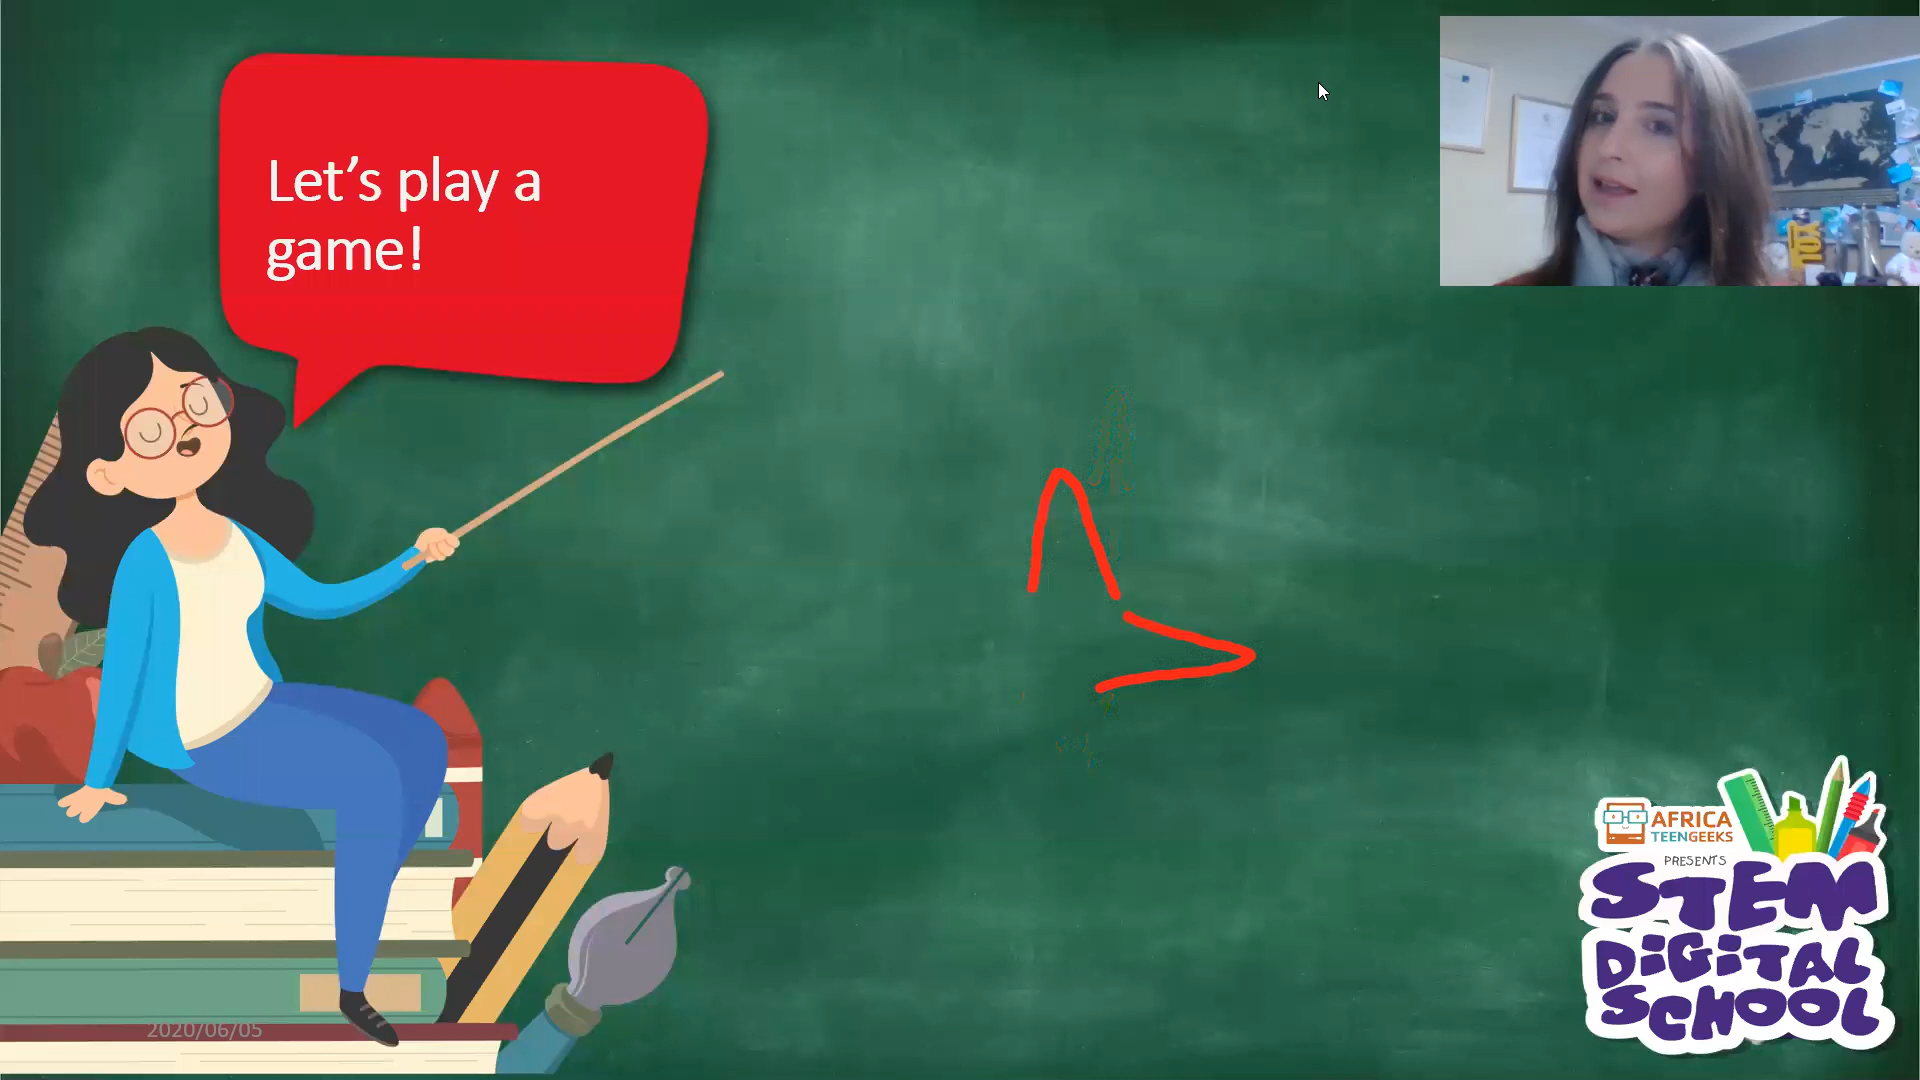 Let's play a
game!
AFRICA
TEENGEEKS
PRESENTS
STEM
DIGITAL
SCHOOL
2020/06/05